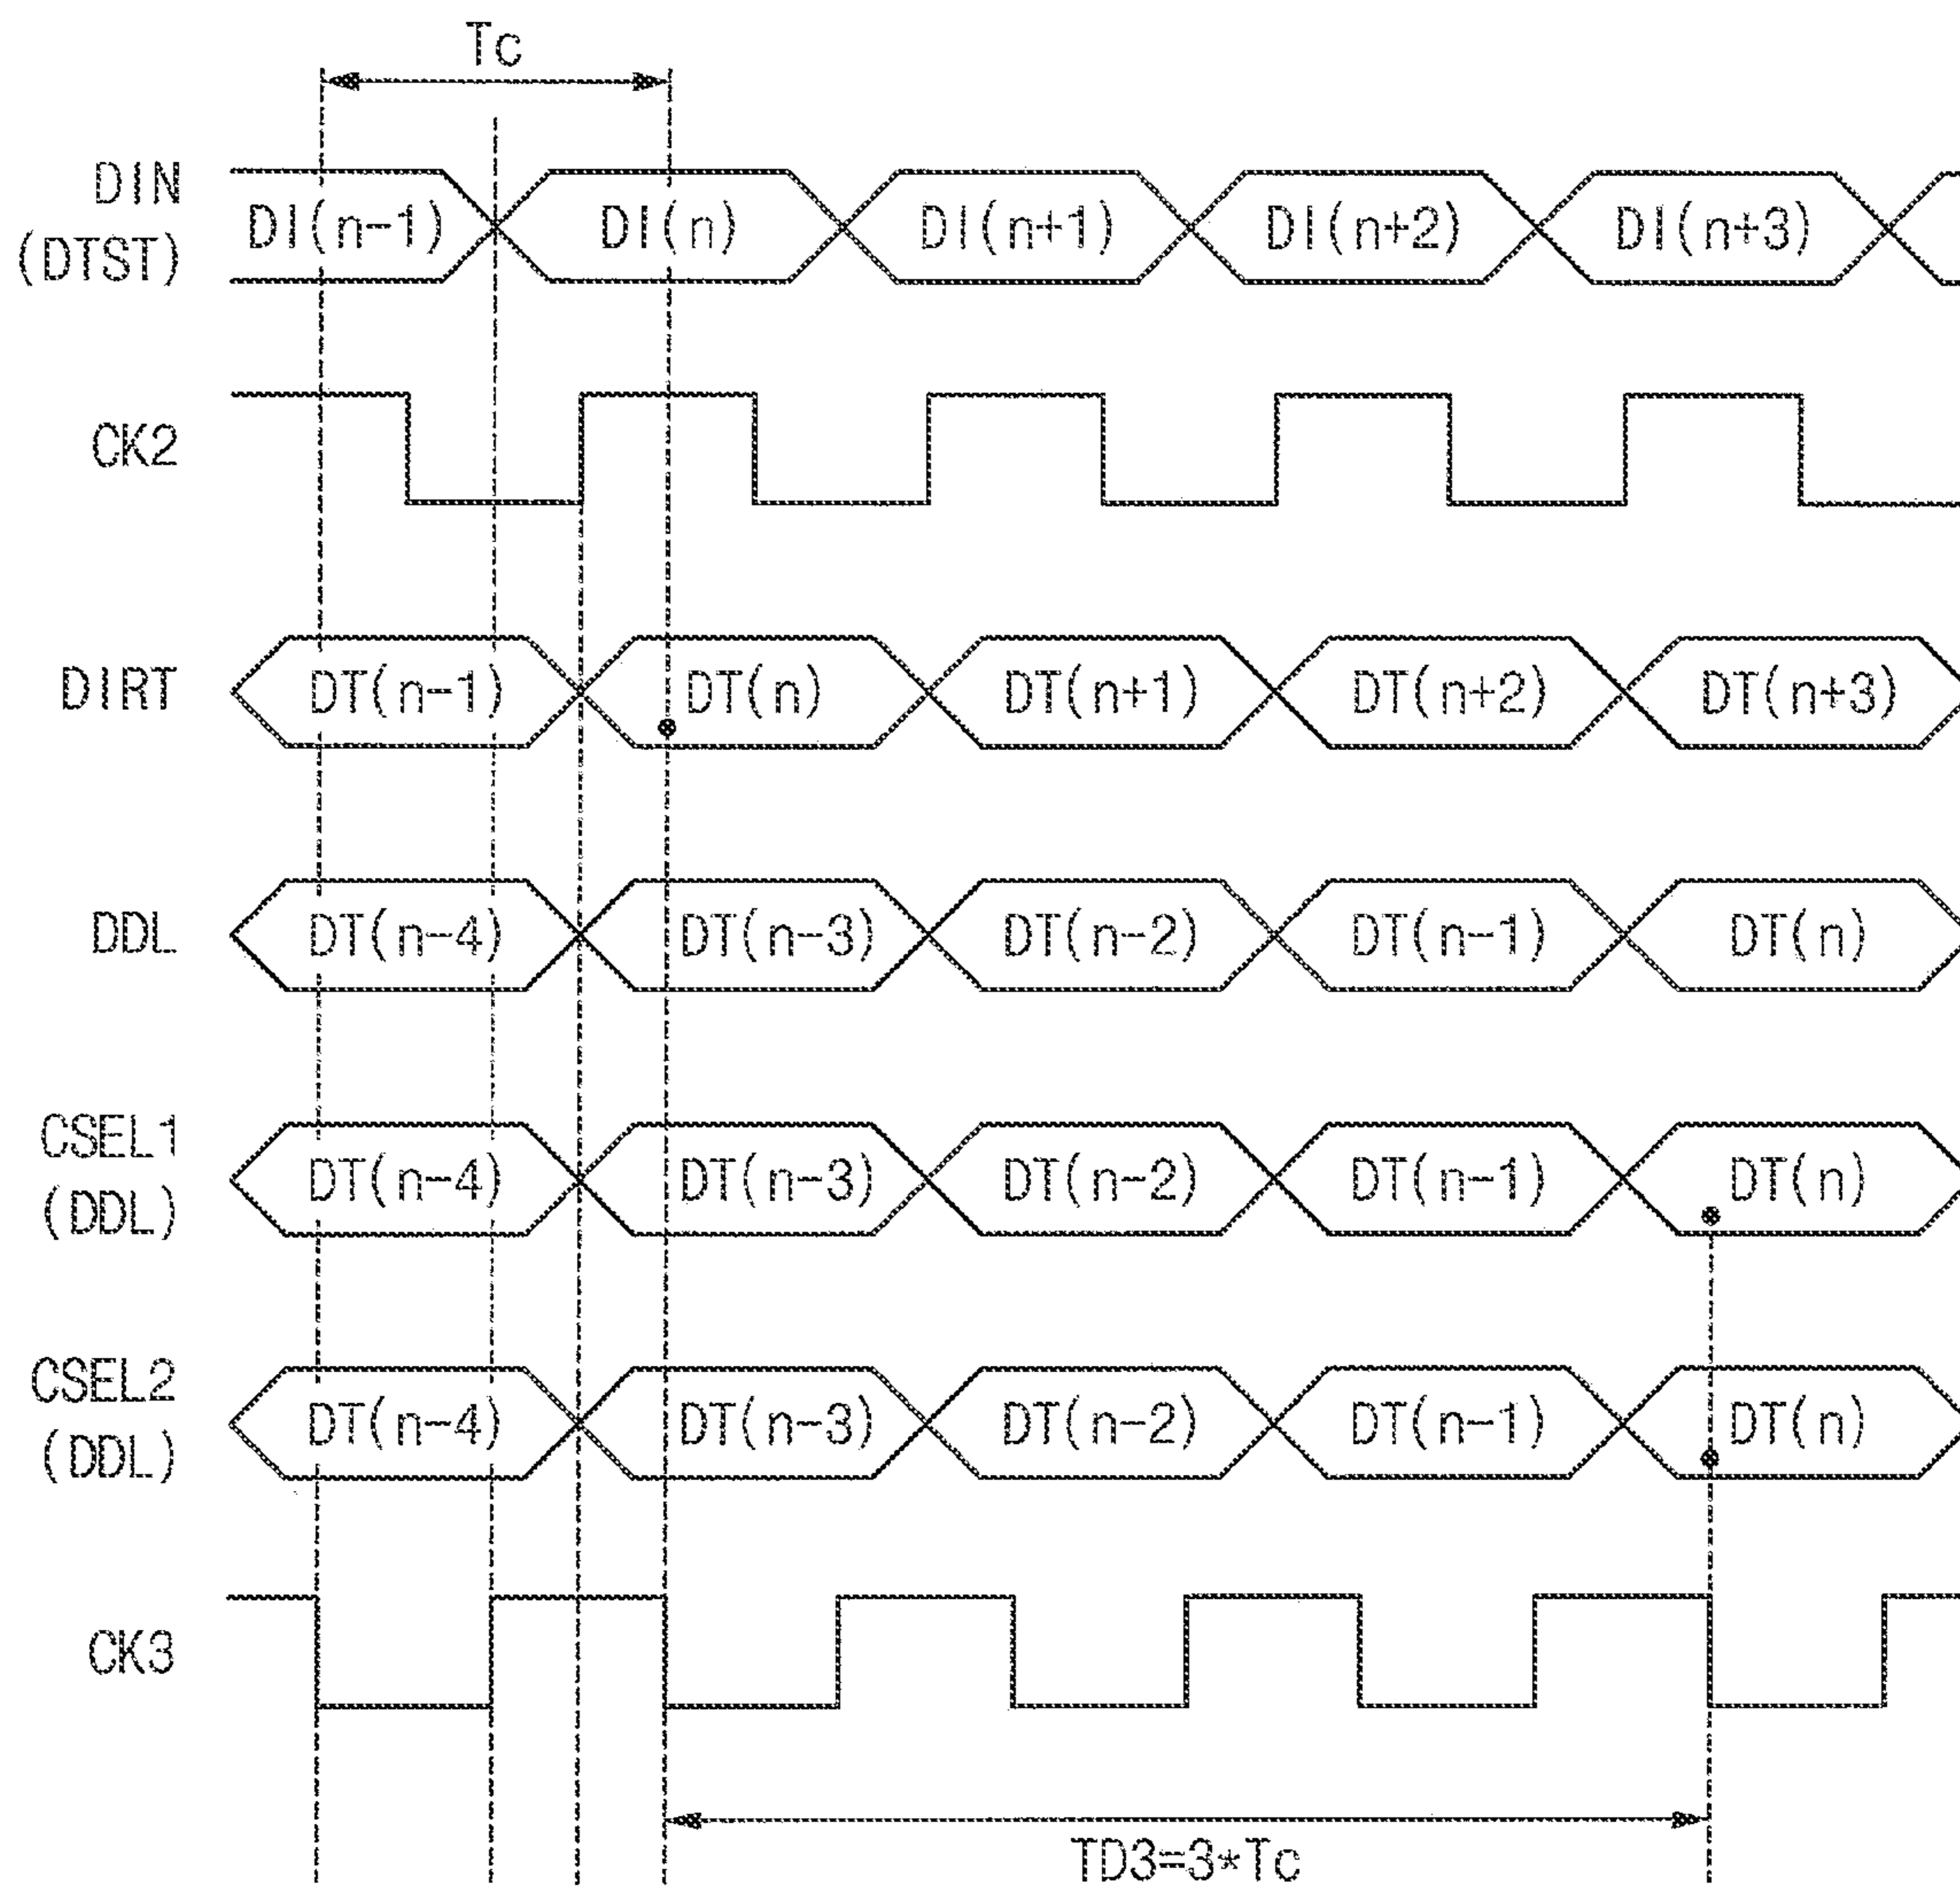 Tc
DIN
(DTST)
DI(n-1) DI(n) DI(n+1) DI(n+2) DI(n+3)
CK2
DIRT DT(n-1) DT(n) DT(n+1) DT(n+2) DT(n+3)
DDL DT(n-4) DT(n-3) DT(n-2) DT(n-1) DT(n)
CSEL1
(DDL)
DT(n-4) DT(n-3) DT(n-2) DT(n-1) DT(n)
CSEL2
(DDL)
DT(n-4) DT(n-3) DT(n-2) DT(n-1) DT(n)
CK3
TD3=3*Tc